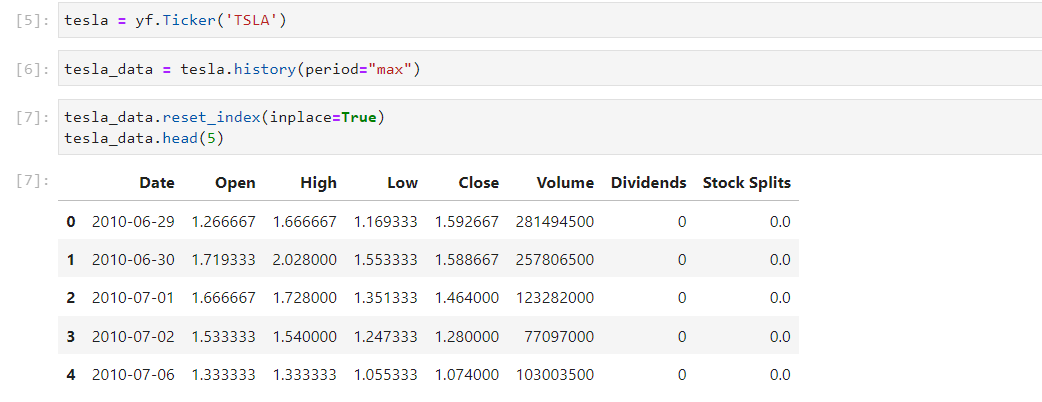 [5]: tesla = yf.Ticker('TSLA')
[6]: tesla_data = tesla.history(period="max")
[7]: tesla_data.reset_index(inplace=True)
tesla_data.head(5)
[7]: Date Open High Low Close Volume Dividends Stock Splits
0 2010-06-29 1.266667 1.666667 1.169333 1.592667 281494500 0 0.0
1 2010-06-30 1.719333 2.028000 1.553333 1.588667 257806500 0 0.0
2 2010-07-01 1.666667 1.728000 1.351333 1.464000 123282000 0 0.0
3 2010-07-02 1.533333 1.540000 1.247333 1.280000 77097000 0 0.0
4 2010-07-06 1.333333 1.333333 1.055333 1.074000 103003500 0 0.0